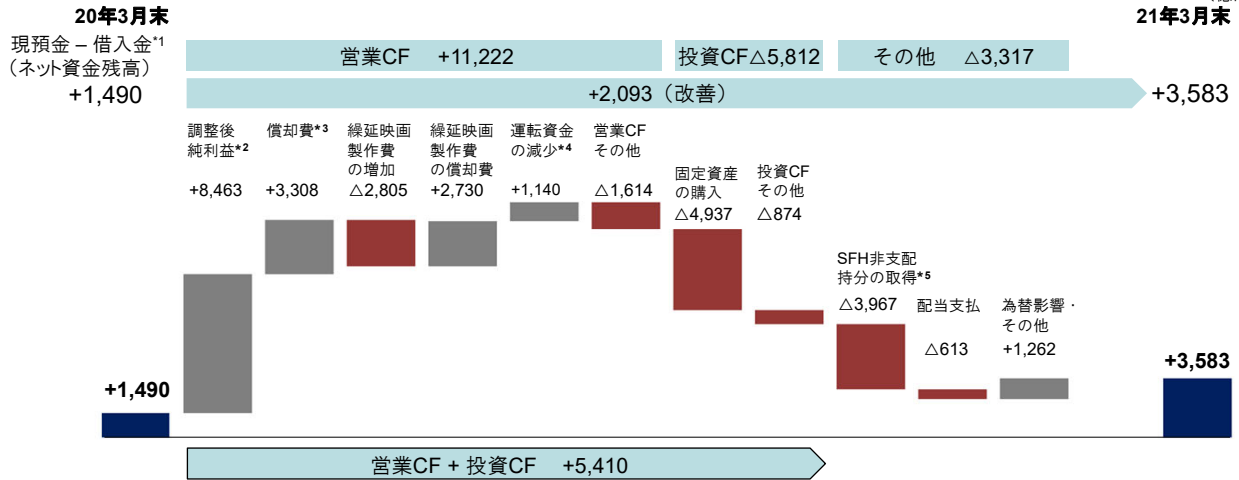 20年3月末
21年3月末
現預金 – 借入金*1
(ネット資金残高)
+1,490
営業CF +11,222
投資CF△5,812
その他 △3,317
+2,093(改善)
+3,583
調整後
純利益*2
+8,463
償却費*3
+3,308
繰延映画
製作費
の増加
△2,805
繰延映画
製作費
の償却費
+2,730
運転資金
の減少*4
+1,140
営業CF
その他
△1,614
固定資産
の購入
△4,937
投資CF
その他
△874
SFH非支配
持分の取得*5
△3,967
配当支払
△613
為替影響・
その他
+1,262
+1,490
+3,583
営業CF + 投資CF +5,410